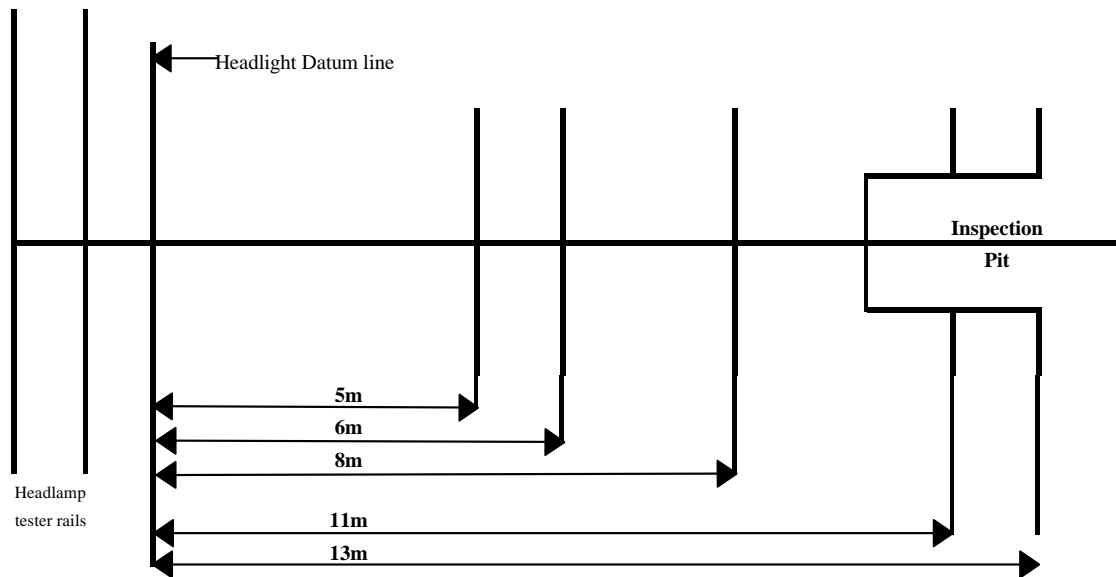 Headlight Datum line
Inspection
Pit
5m
6m
8m
Headlamp
tester rails
11m
13m